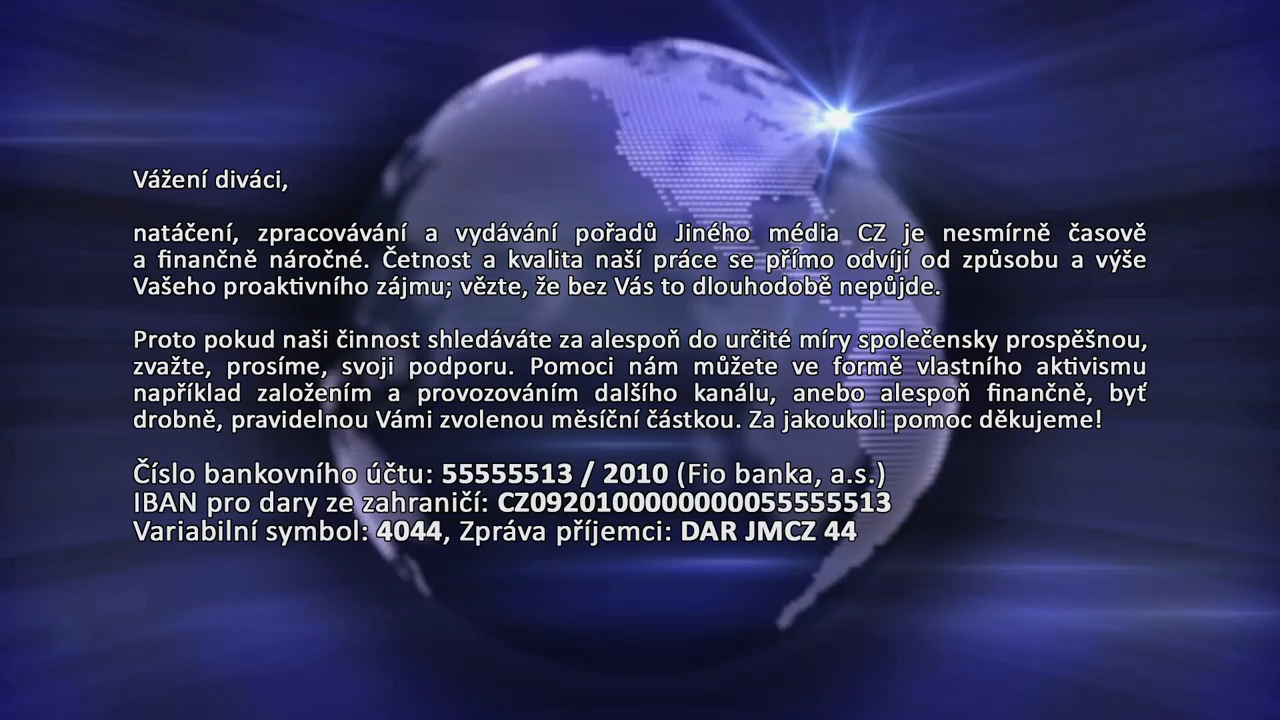 Vážení diváci,
natáčení, zpracovávání a vydávání pořadů Jiného média CZ je nesmírně časově
a finančně náročné. Četnost a kvalita naší práce se přímo odvíjí od způsobu a výše
Vašeho proaktivního zájmu; vězte, že bez Vás to dlouhodobě nepůjde.
Proto pokud naši činnost shledáváte za alespoň do určité míry společensky prospěšnou,
zvažte, prosíme, svoji podporu. Pomoci nám můžete ve formě vlastního aktivismu
například založením a provozováním dalšího kanálu, anebo alespoň finančně, byť
drobně, pravidelnou Vámi zvolenou měsíční částkou. Za jakoukoli pomoc děkujeme!
Číslo bankovního účtu: 55555513 / 2010 (Fio banka, a.s.)
IBAN pro dary ze zahraničí: CZ0920100000000055555513
Variabilní symbol: 4044, Zpráva příjemci: DAR JMCZ 44